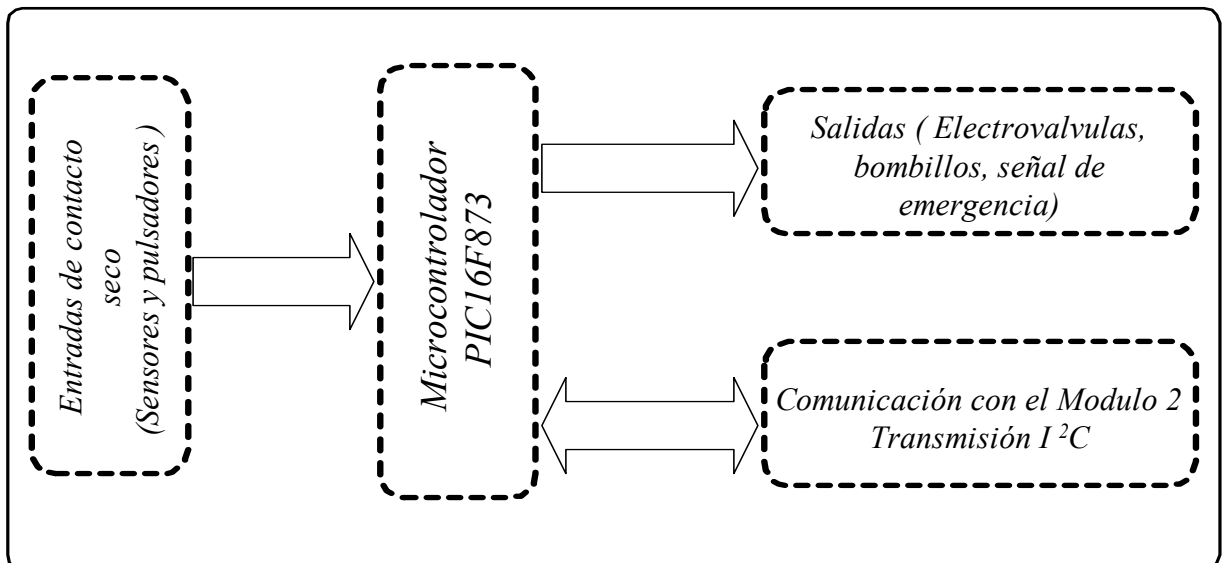 Entradas de contacto
seco
(Sensores y pulsadores )
Microcontrolador
PIC16F873
Salidas ( Electrovalvulas,
bombillos, señal de
emergencia)
Comunicación con el Modulo 2
Transmisión I ²C